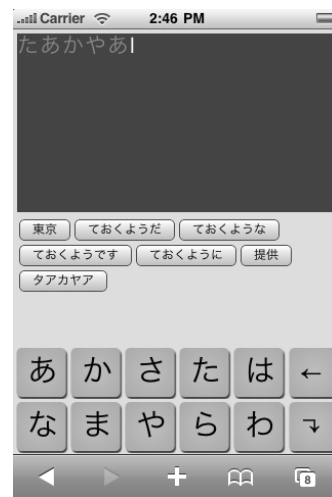 Carrier 2:46 PM
たあかやあ
東京 ておくようだ ておくような
ておくようです ておくように 提供
タアカヤア
あ か さ た は ←
な ま や ら わ ↴
8